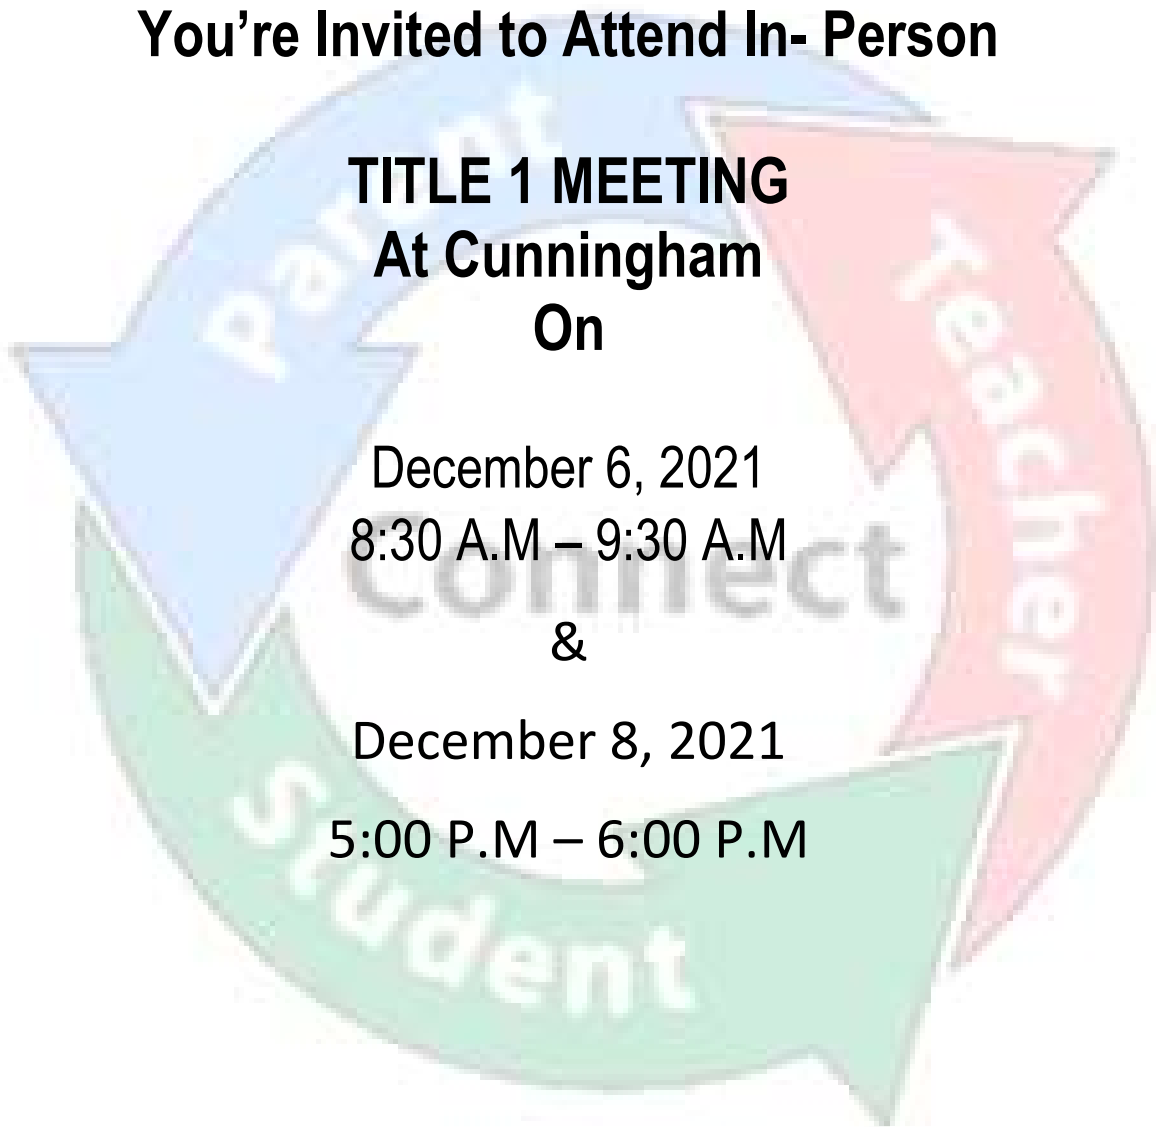 You’re Invited to Attend In- Person
TITLE 1 MEETING
At Cunningham
On
December 6, 2021
8:30 A.M – 9:30 A.M
&
December 8, 2021
5:00 P.M – 6:00 P.M
Parent
Teacher
Connect
Student